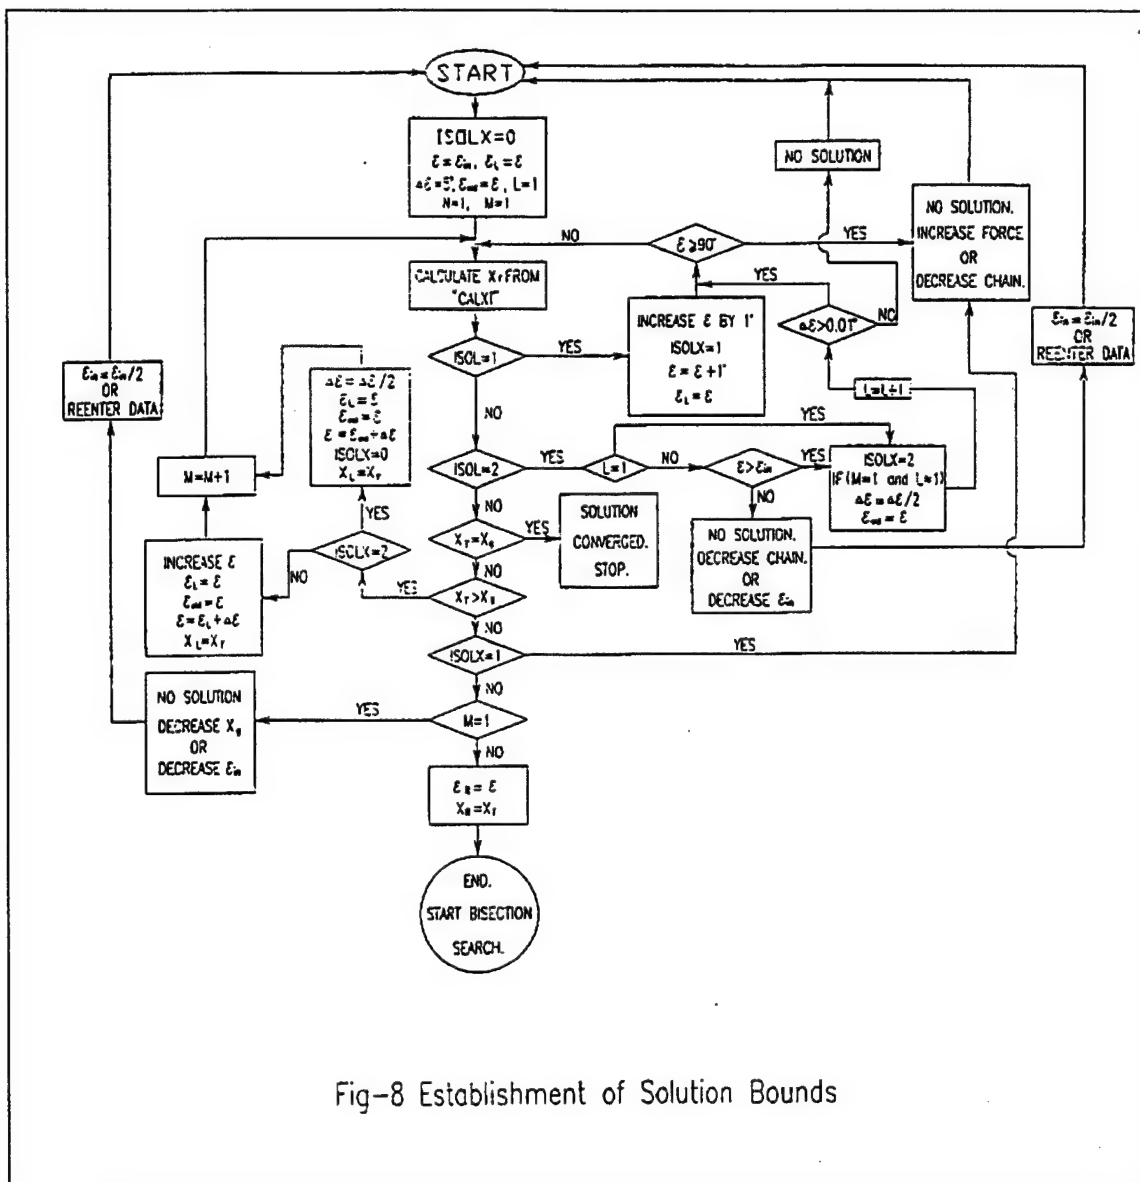 START
ISOLX=0
ε=εin, εL=ε
Δε=5°, εold=ε, L=1
N=1, M=1
NO SOLUTION
NO SOLUTION.
INCREASE FORCE
OR
DECREASE CHAIN.
NO
ε≥90°
YES
CALCULATE XT FROM
"CALXT"
YES
INCREASE ε BY 1°
ISOLX=1
ε=ε+1°
εL=ε
Δε>0.01°
NO
εin=εin/2
OR
REENTER DATA
εin=εin/2
OR
REENTER DATA
ISOL=1
YES
NO
Δε=Δε/2
εL=ε
εold=ε
ε=εold+Δε
ISOLX=0
XL=XT
L=L+1
M=M+1
ISOL=2
YES
L=1
YES
NO
ε>εin
YES
ISOLX=2
IF(M=1 and L=1)
Δε=Δε/2
εold=ε
NO
NO
YES
ISOLX=2
NO
INCREASE ε
εL=ε
εold=ε
ε=εL+Δε
XL=XT
XT=Xg
YES
SOLUTION
CONVERGED.
STOP.
NO SOLUTION.
DECREASE CHAIN.
OR
DECREASE εin
NO
XT>Xg
YES
NO
ISOLX=1
YES
NO
NO SOLUTION
DECREASE Xg
OR
DECREASE εin
YES
M=1
NO
εR=ε
XR=XT
END.
START BISECTION
SEARCH.
Fig-8 Establishment of Solution Bounds